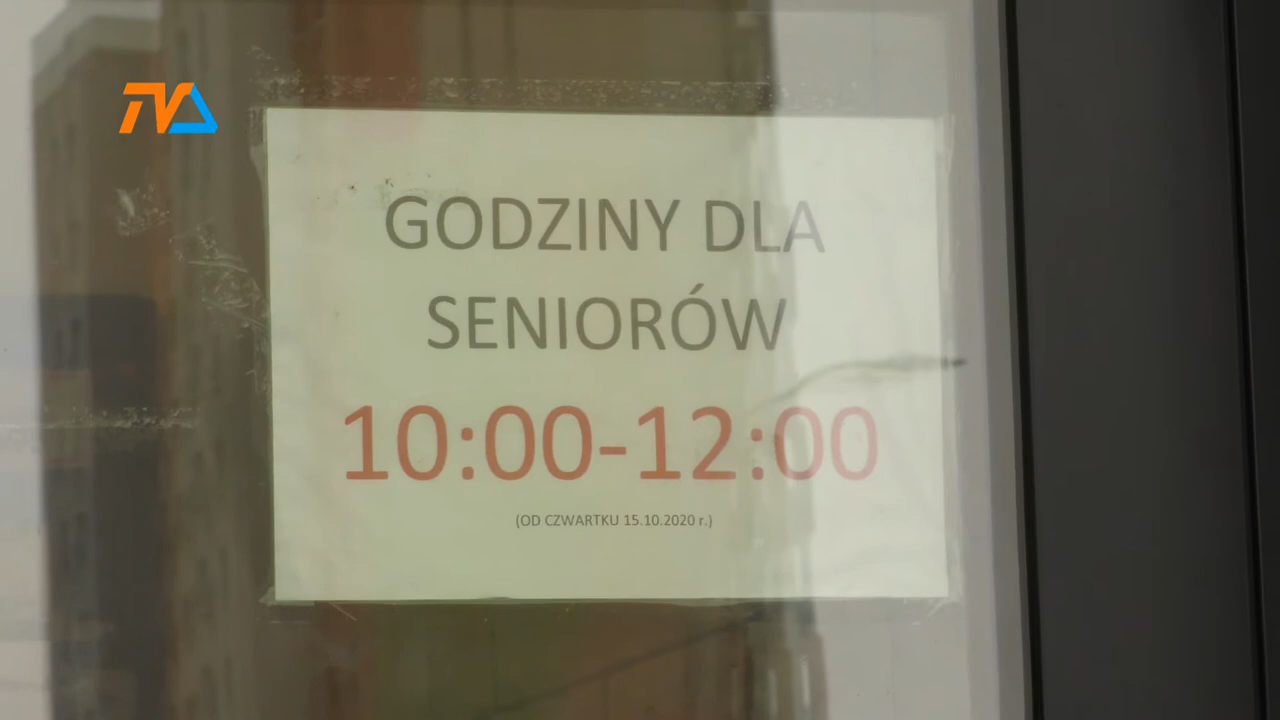 TVA
GODZINY DLA
SENIORÓW
10:00-12:00
(OD CZWARTKU 15.10.2020 r.)